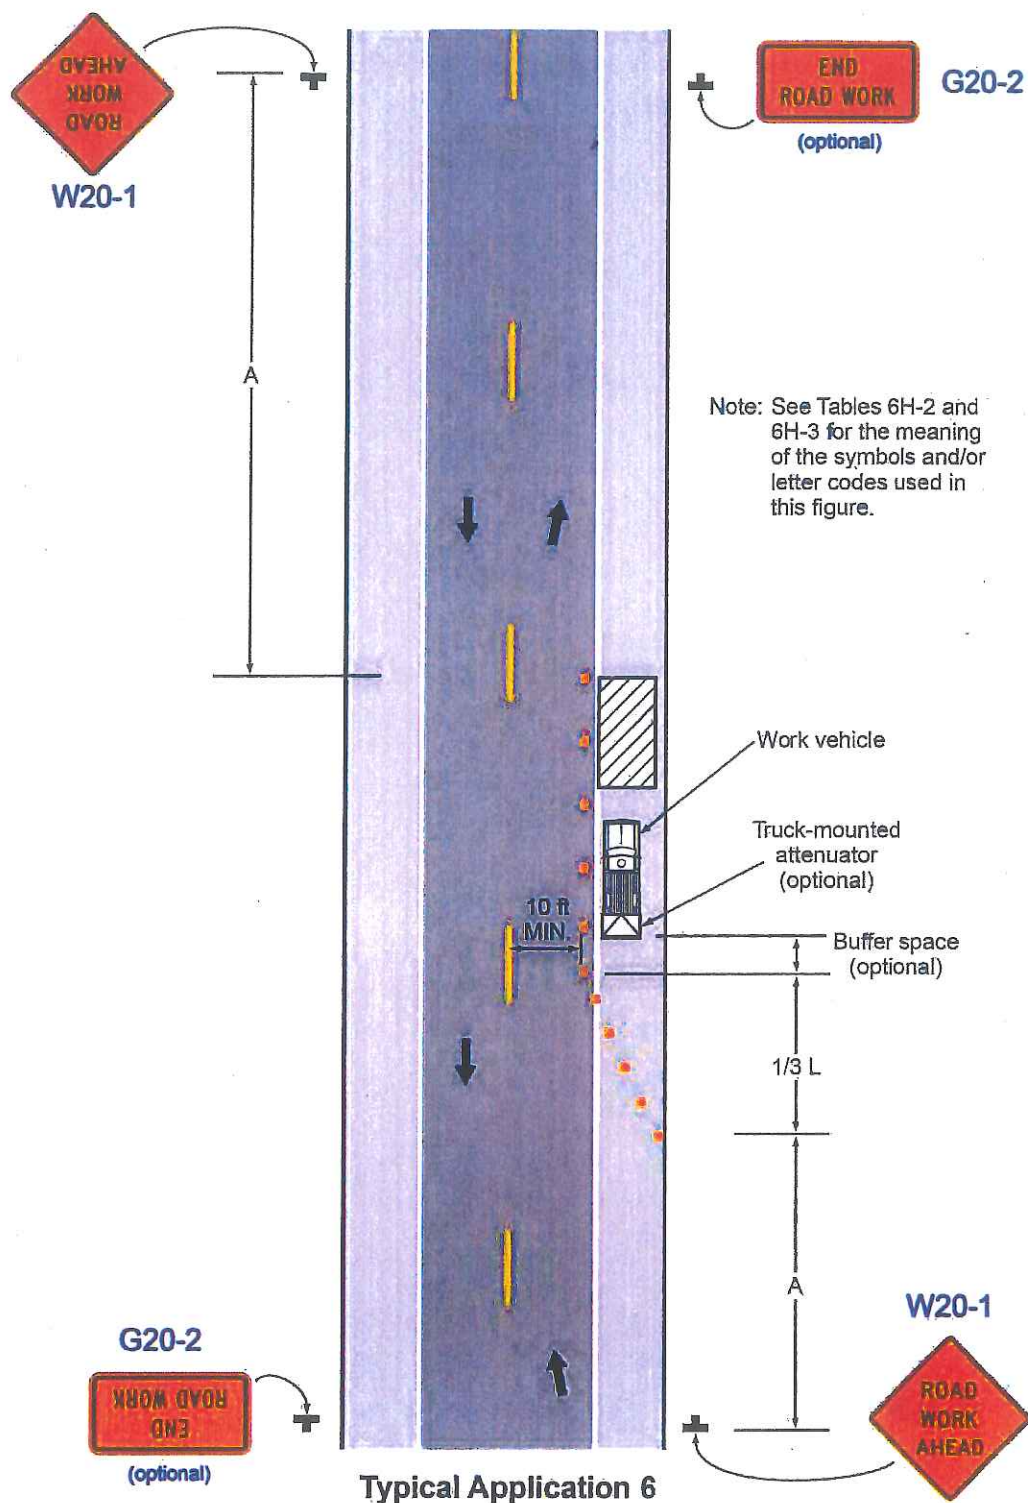 ROAD
WORK
AHEAD
W20-1
END
ROAD WORK
(optional)
G20-2
A
Note: See Tables 6H-2 and
6H-3 for the meaning
of the symbols and/or
letter codes used in
this figure.
Work vehicle
Truck-mounted
attenuator
(optional)
10 ft
MIN.
Buffer space
(optional)
1/3 L
A
G20-2
END
ROAD WORK
(optional)
W20-1
ROAD
WORK
AHEAD
Typical Application 6